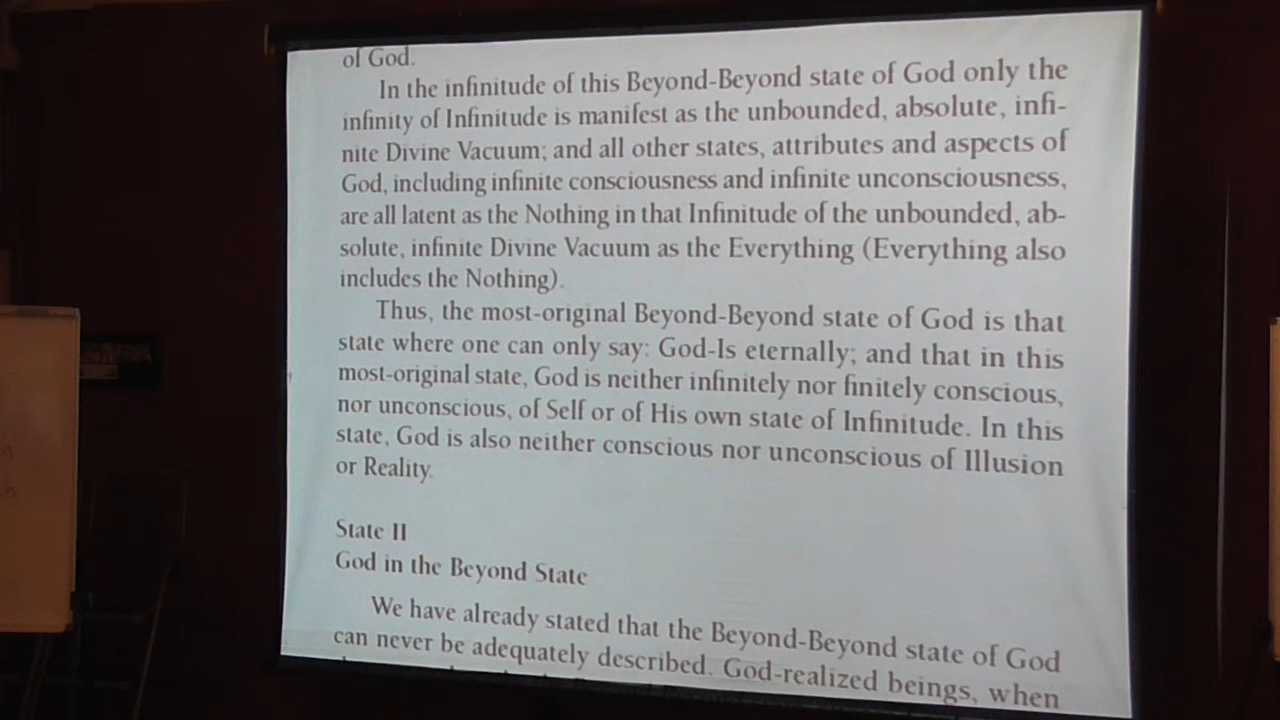 of God.
In the infinitude of this Beyond-Beyond state of God only the
infinity of Infinitude is manifest as the unbounded, absolute, infi-
nite Divine Vacuum; and all other states, attributes and aspects of
God, including infinite consciousness and infinite unconsciousness,
are all latent as the Nothing in that Infinitude of the unbounded, ab-
solute, infinite Divine Vacuum as the Everything (Everything also
includes the Nothing).
Thus, the most-original Beyond-Beyond state of God is that
state where one can only say: God-Is eternally; and that in this
most-original state, God is neither infinitely nor finitely conscious,
nor unconscious, of Self or of His own state of Infinitude. In this
state, God is also neither conscious nor unconscious of Illusion
or Reality.
State II
God in the Beyond State
We have already stated that the Beyond-Beyond state of God
can never be adequately described. God-realized beings, when